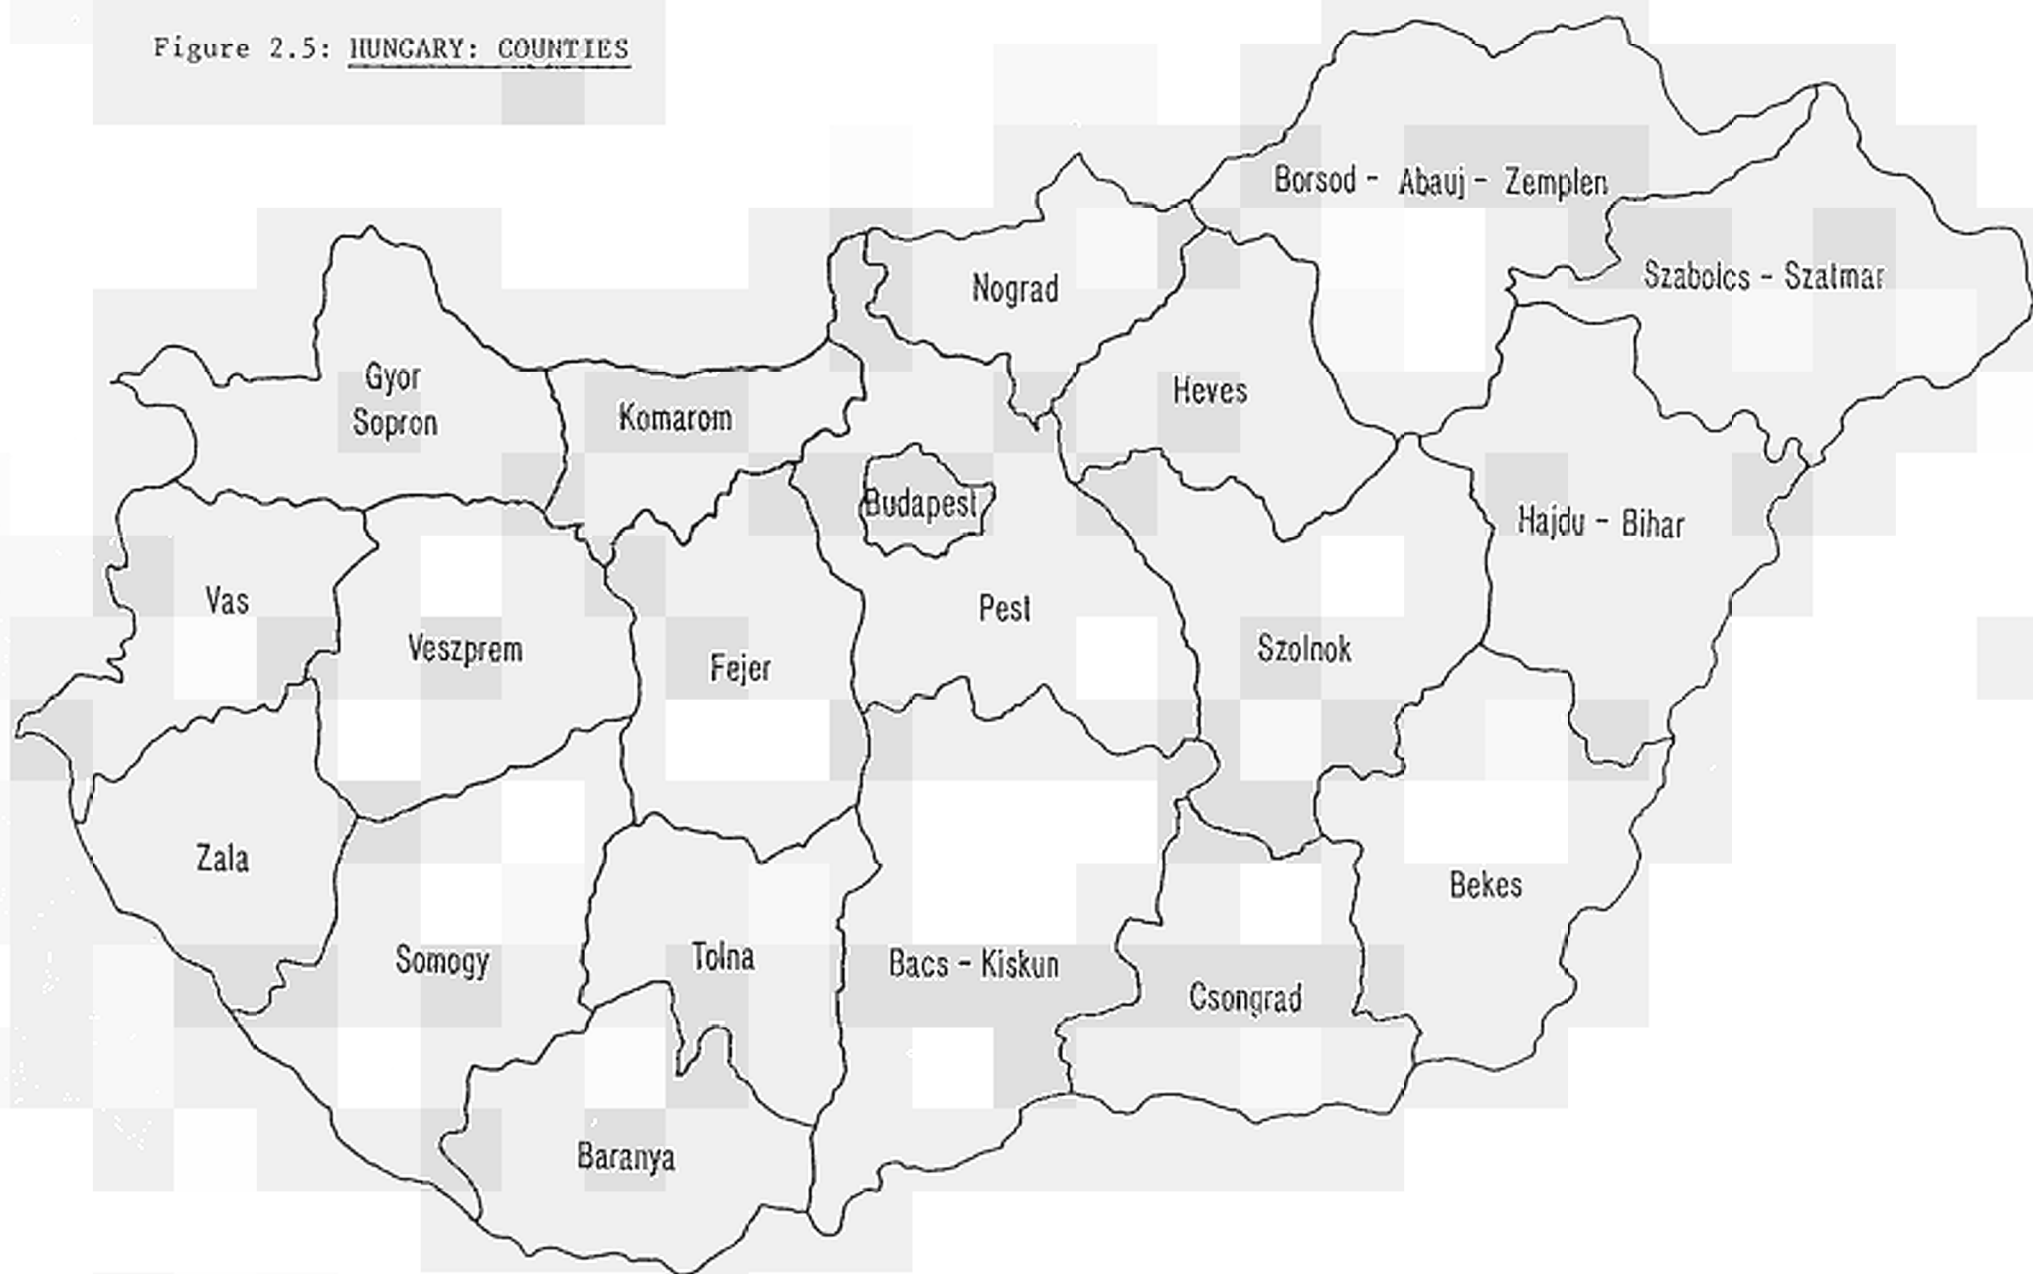 Figure 2.5: HUNGARY: COUNTIES
Borsod - Abauj - Zemplen
Szabolcs - Szatmar
Nograd
Gyor
Sopron
Komarom
Heves
Budapest
Hajdu - Bihar
Vas
Veszprem
Fejer
Pest
Szolnok
Zala
Bekes
Somogy
Tolna
Bacs - Kiskun
Csongrad
Baranya